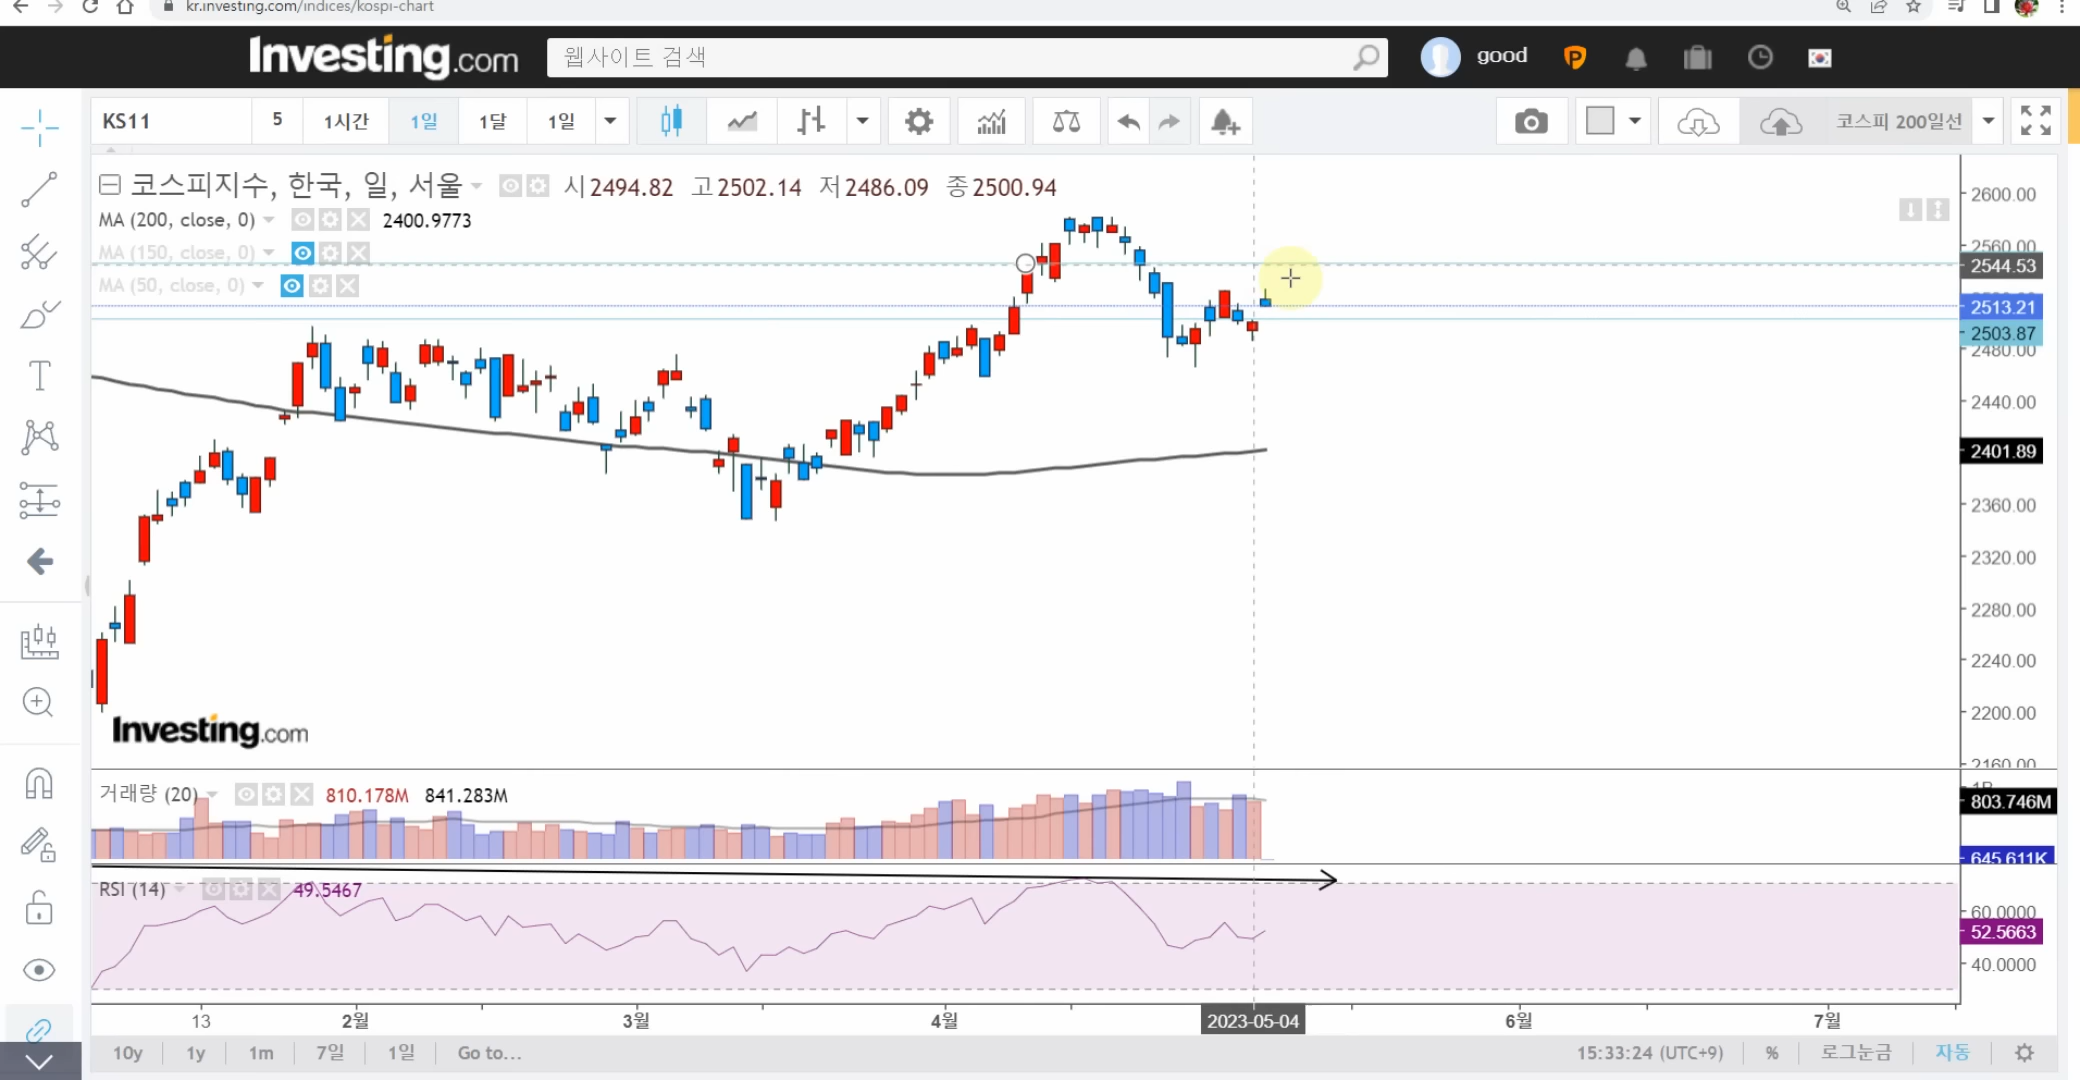 kr.investing.com/indices/kospi-chart
Investing.com 웹사이트 검색 good
KS11 5 1시간 1일 1달 1일 코스피 200일선
코스피지수, 한국, 일, 서울 시2494.82 고2502.14 저2486.09 종2500.94
MA (200, close, 0) 2400.9773
MA (150, close, 0)
MA (50, close, 0)
2600.00
2560.00
2544.53
2513.21
2503.87
2480.00
2440.00
2401.89
2360.00
2320.00
2280.00
2240.00
2200.00
2160.00
Investing.com
거래량 (20) 810.178M 841.283M
803.746M
645.611K
RSI (14) 49.5467
60.0000
52.5663
40.0000
13 2월 3월 4월 2023-05-04 6월 7월
10y 1y 1m 7일 1일 Go to... 15:33:24 (UTC+9) % 로그눈금 자동